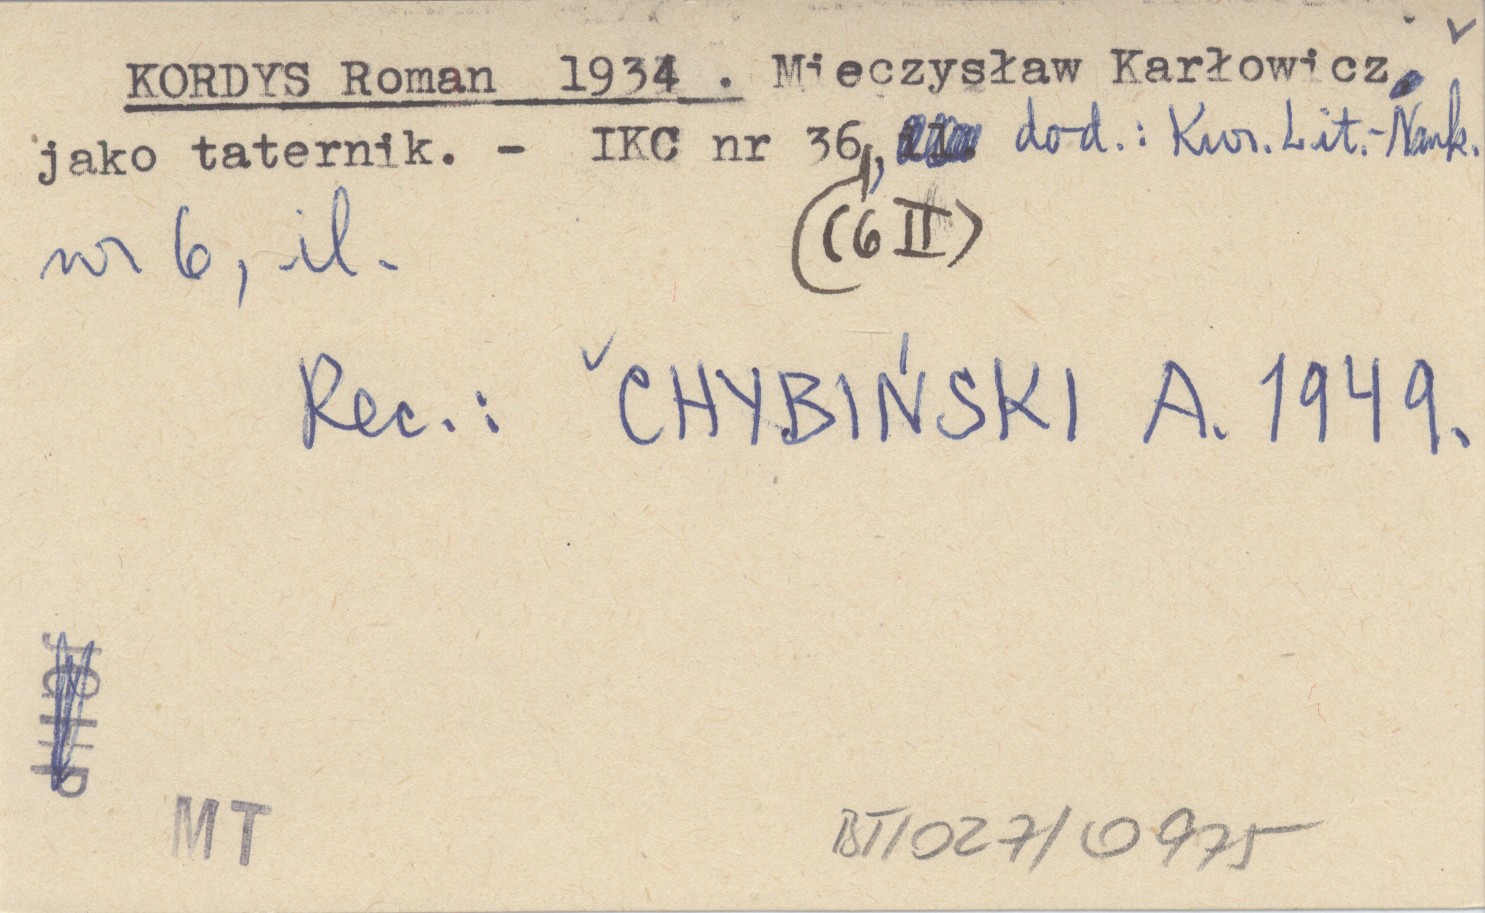 KORDYS Roman 1934 . Mieczysław Karłowicz
jako taternik. - IKC nr 36, dod.: Kur. Lit.-Nauk.
(6 II)
nr 6, il.
Rec.: CHYBIŃSKI A. 1949.
MT
BT/027/0975